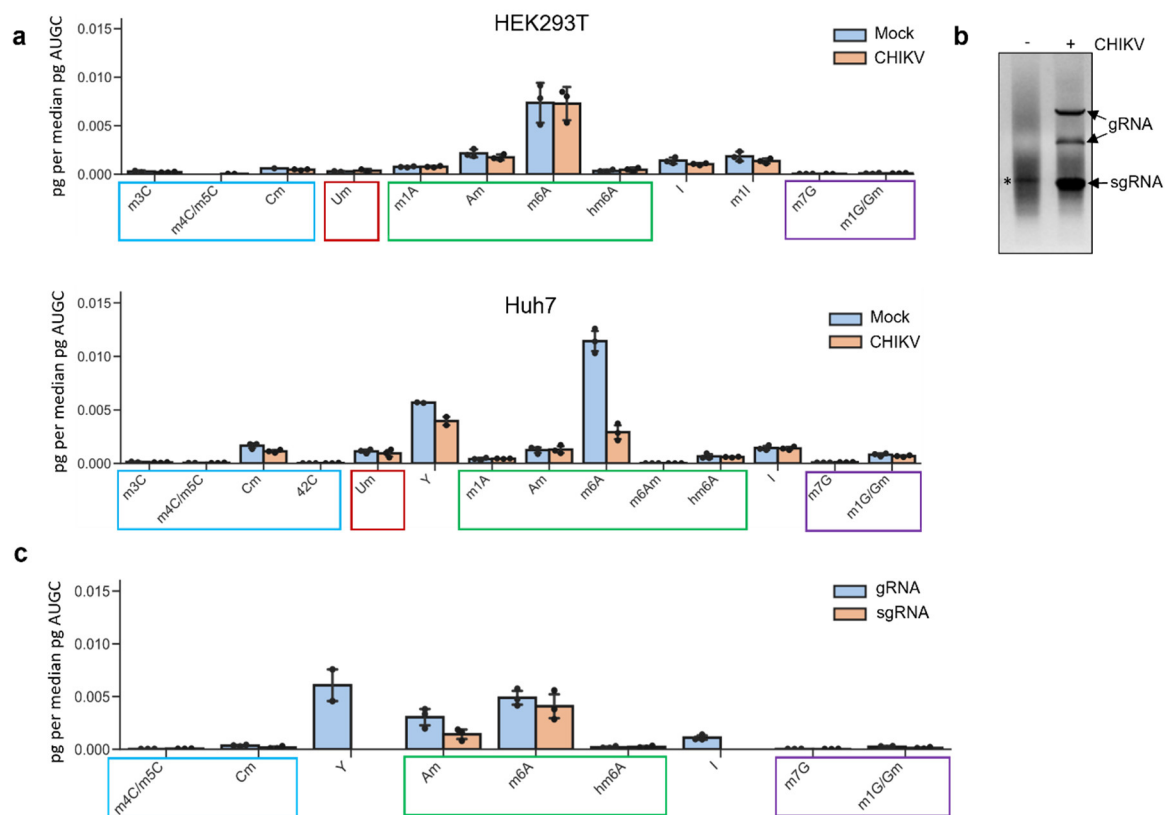 a
HEK293T
pg per median pg AUGC
0.015
0.010
0.005
0.000
Mock
CHIKV
m3C
m4C/m5C
Cm
Um
m1A
Am
m6A
hm6A
I
m1I
m7G
m1G/Gm
b
- + CHIKV
gRNA
* sgRNA
Huh7
pg per median pg AUGC
0.015
0.010
0.005
0.000
Mock
CHIKV
m3C
m4C/m5C
Cm
42C
Um
Y
m1A
Am
m6A
m6Am
hm6A
I
m7G
m1G/Gm
c
pg per median pg AUGC
0.015
0.010
0.005
0.000
gRNA
sgRNA
m4C/m5C
Cm
Y
Am
m6A
hm6A
I
m7G
m1G/Gm